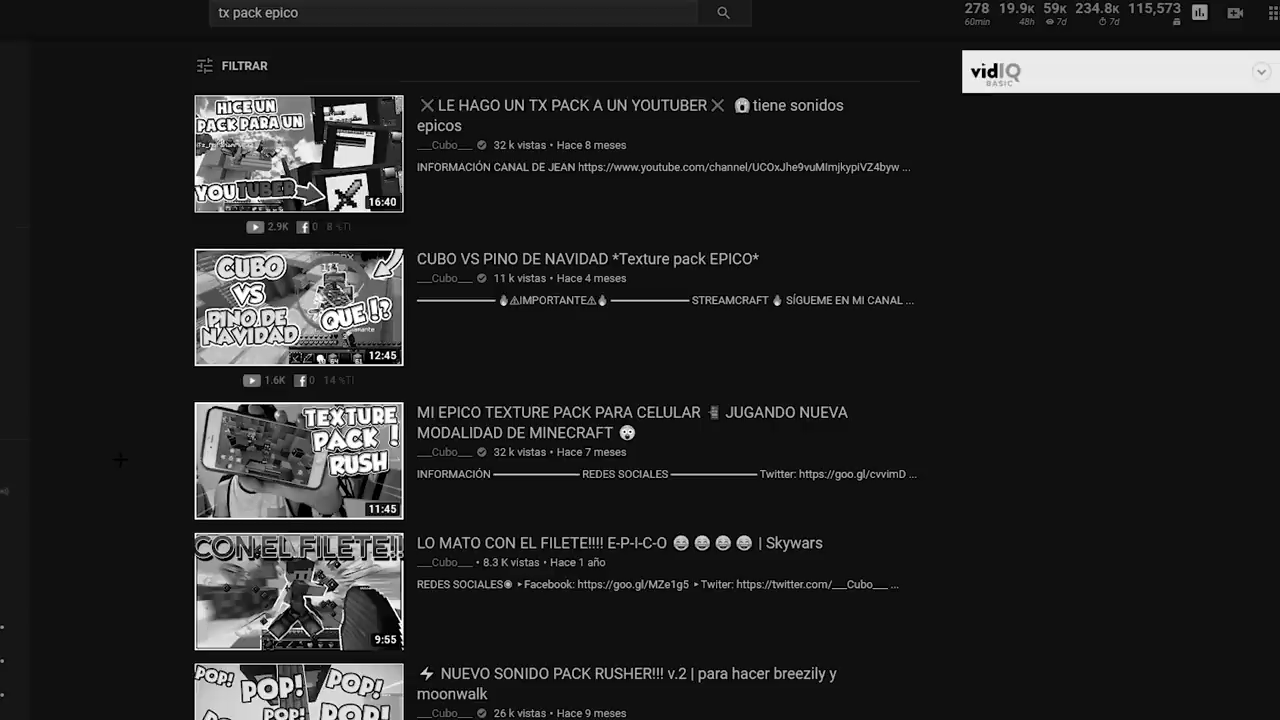 tx pack epico
278 19.9K 59K 234.8K 115,573
60min 48h 7d 7d
FILTRAR
vidIQ
BASIC
HICE UN
PACK PARA UN
YOUTUBER
16:40
❌LE HAGO UN TX PACK A UN YOUTUBER❌ 😱tiene sonidos
epicos
___Cubo___ 32 k vistas • Hace 8 meses
INFORMACIÓN CANAL DE JEAN https://www.youtube.com/channel/UCOxJhe9vuMImjkypiVZ4byw ...
2.9K 0 8 %TI
CUBO
VS
PINO DE
NAVIDAD
QUE!?
12:45
CUBO VS PINO DE NAVIDAD *Texture pack EPICO*
___Cubo___ 11 k vistas • Hace 4 meses
━━━━━━━━ 🔥⚠IMPORTANTE⚠🔥 ━━━━━━━━ STREAMCRAFT 🔥 SÍGUEME EN MI CANAL ...
1.6K 0 14 %TI
TEXTURE
PACK !
RUSH
11:45
MI EPICO TEXTURE PACK PARA CELULAR 📱 JUGANDO NUEVA
MODALIDAD DE MINECRAFT 😲
___Cubo___ 32 k vistas • Hace 7 meses
INFORMACIÓN ━━━━━━━━━ REDES SOCIALES ━━━━━━━━━ Twitter: https://goo.gl/cvvimD ...
CON EL FILETE!!
9:55
LO MATO CON EL FILETE!!!! E-P-I-C-O 😂 😂 😂 😂 | Skywars
___Cubo___ • 8.3 K vistas • Hace 1 año
REDES SOCIALES◉ ▸Facebook: https://goo.gl/MZe1g5 ▸Twiter: https://twitter.com/___Cubo___ ...
POP! POP! POP!
POP! POP!
⚡ NUEVO SONIDO PACK RUSHER!!! v.2 | para hacer breezily y
moonwalk
___Cubo___ 26 k vistas • Hace 9 meses